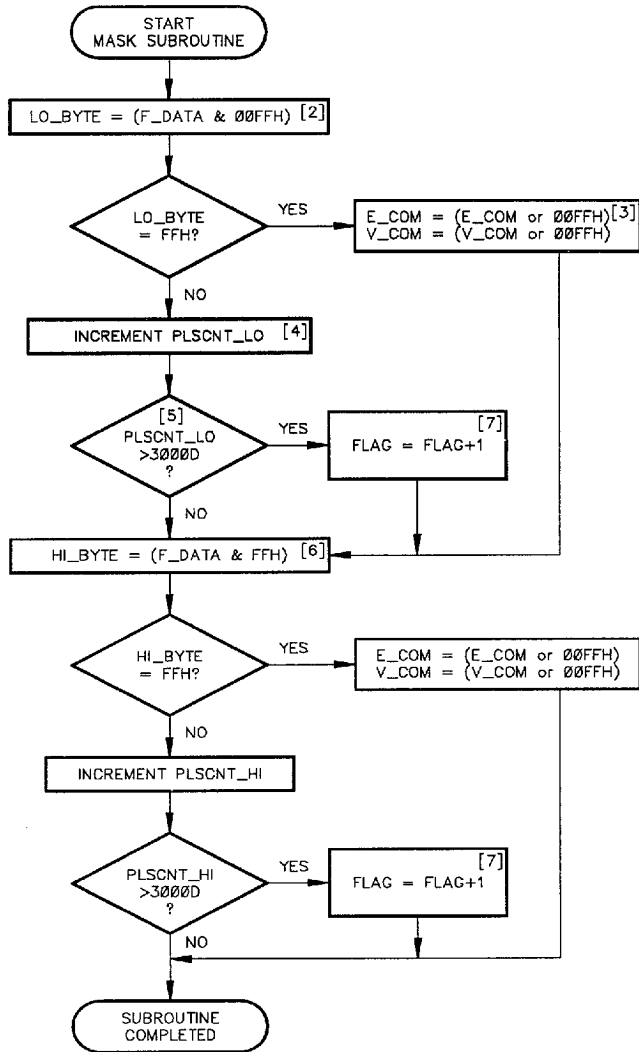 START
MASK SUBROUTINE
LO_BYTE = (F_DATA & 00FFH) [2]
LO_BYTE
= FFH?
YES
E_COM = (E_COM or 00FFH) [3]
V_COM = (V_COM or 00FFH)
NO
INCREMENT PLSCNT_LO [4]
[5]
PLSCNT_LO
>3000D
?
YES
[7]
FLAG = FLAG+1
NO
HI_BYTE = (F_DATA & FFH) [6]
HI_BYTE
= FFH?
YES
E_COM = (E_COM or 00FFH)
V_COM = (V_COM or 00FFH)
NO
INCREMENT PLSCNT_HI
PLSCNT_HI
>3000D
?
YES
[7]
FLAG = FLAG+1
NO
SUBROUTINE
COMPLETED